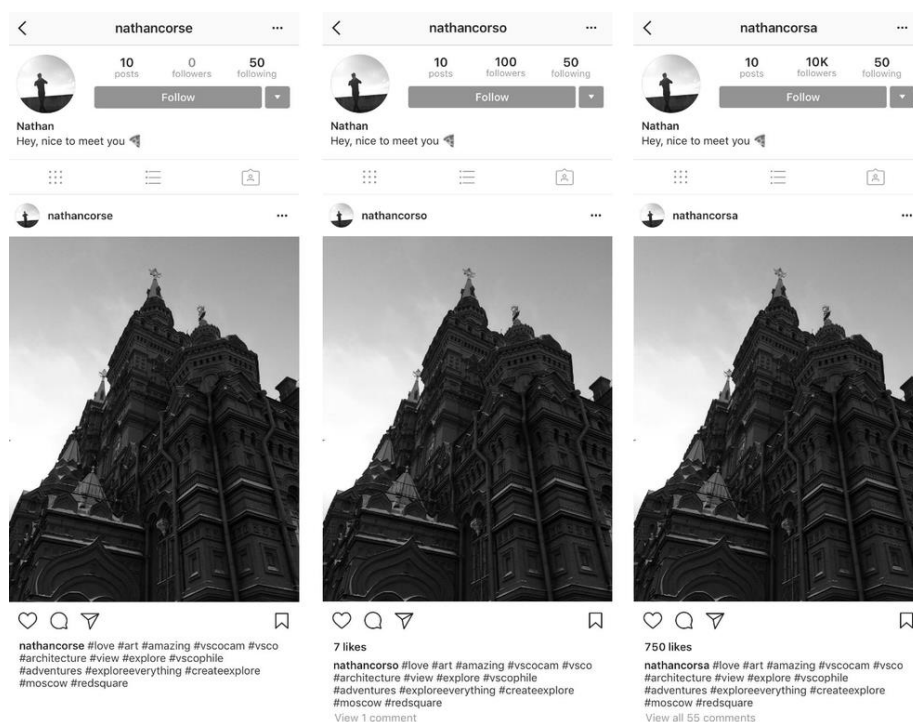 nathancorse
10 0 50
posts followers following
Follow
Nathan
Hey, nice to meet you
nathancorse
nathancorse #love #art #amazing #vscocam #vsco
#architecture #view #explore #vscophile
#adventures #exploreeverything #createexplore
#moscow #redsquare
nathancorso
10 100 50
posts followers following
Follow
Nathan
Hey, nice to meet you
nathancorso
7 likes
nathancorso #love #art #amazing #vscocam #vsco
#architecture #view #explore #vscophile
#adventures #exploreeverything #createexplore
#moscow #redsquare
View 1 comment
nathancorsa
10 10K 50
posts followers following
Follow
Nathan
Hey, nice to meet you
nathancorsa
750 likes
nathancorsa #love #art #amazing #vscocam #vsco
#architecture #view #explore #vscophile
#adventures #exploreeverything #createexplore
#moscow #redsquare
View all 55 comments